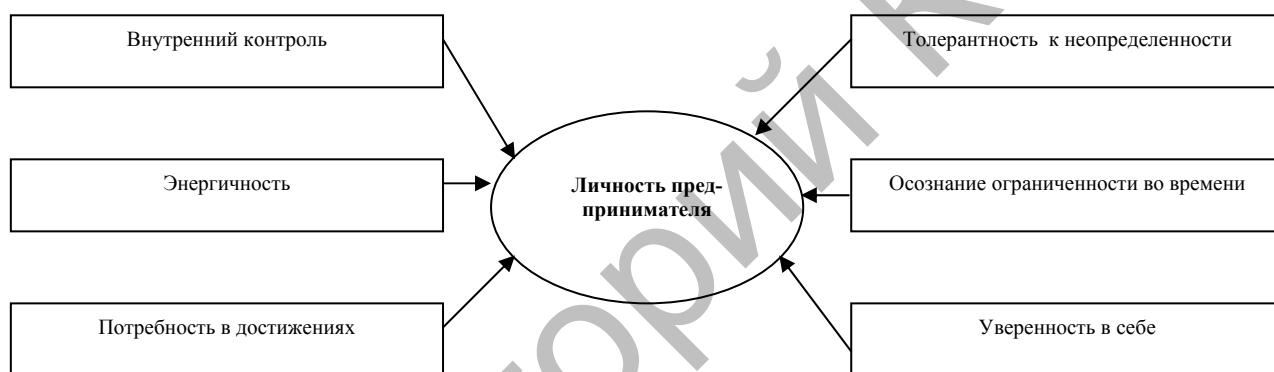 Внутренний контроль
Толерантность к неопределенности
Энергичность
Личность пред-
принимателя
Осознание ограниченности во времени
Потребность в достижениях
Уверенность в себе